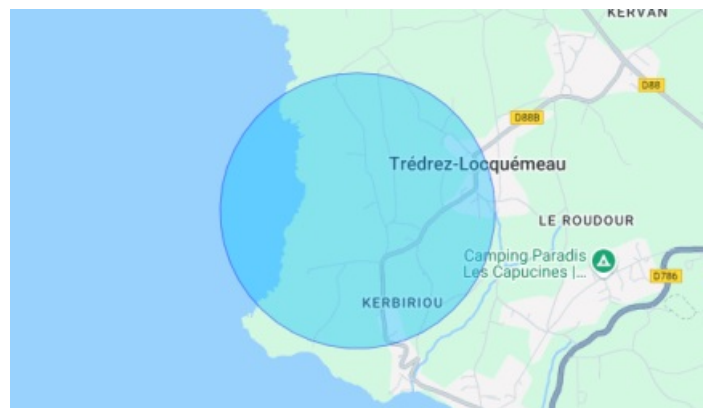 KERVAN
D88
D88B
Trédrez-Locquémeau
LE ROUDOUR
Camping Paradis
Les Capucines |...
D786
KERBIRIOU